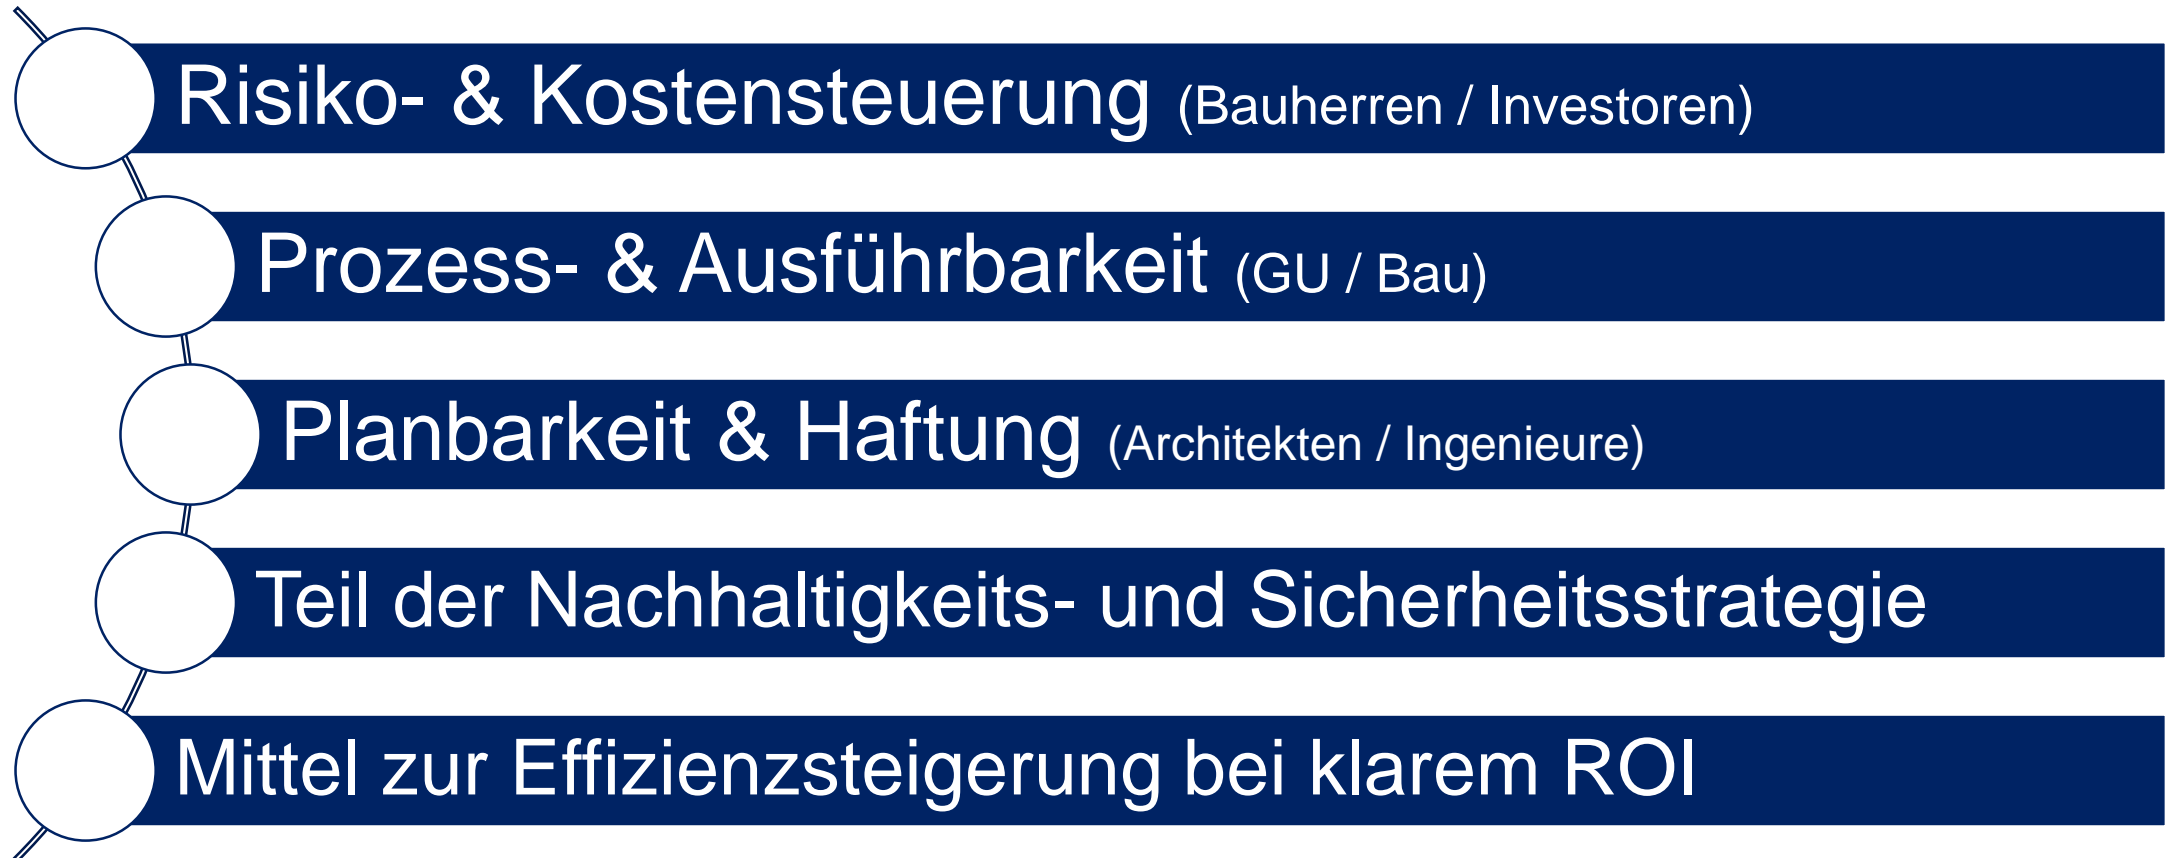 Risiko- & Kostensteuerung (Bauherren / Investoren)
Prozess- & Ausführbarkeit (GU / Bau)
Planbarkeit & Haftung (Architekten / Ingenieure)
Teil der Nachhaltigkeits- und Sicherheitsstrategie
Mittel zur Effizienzsteigerung bei klarem ROI